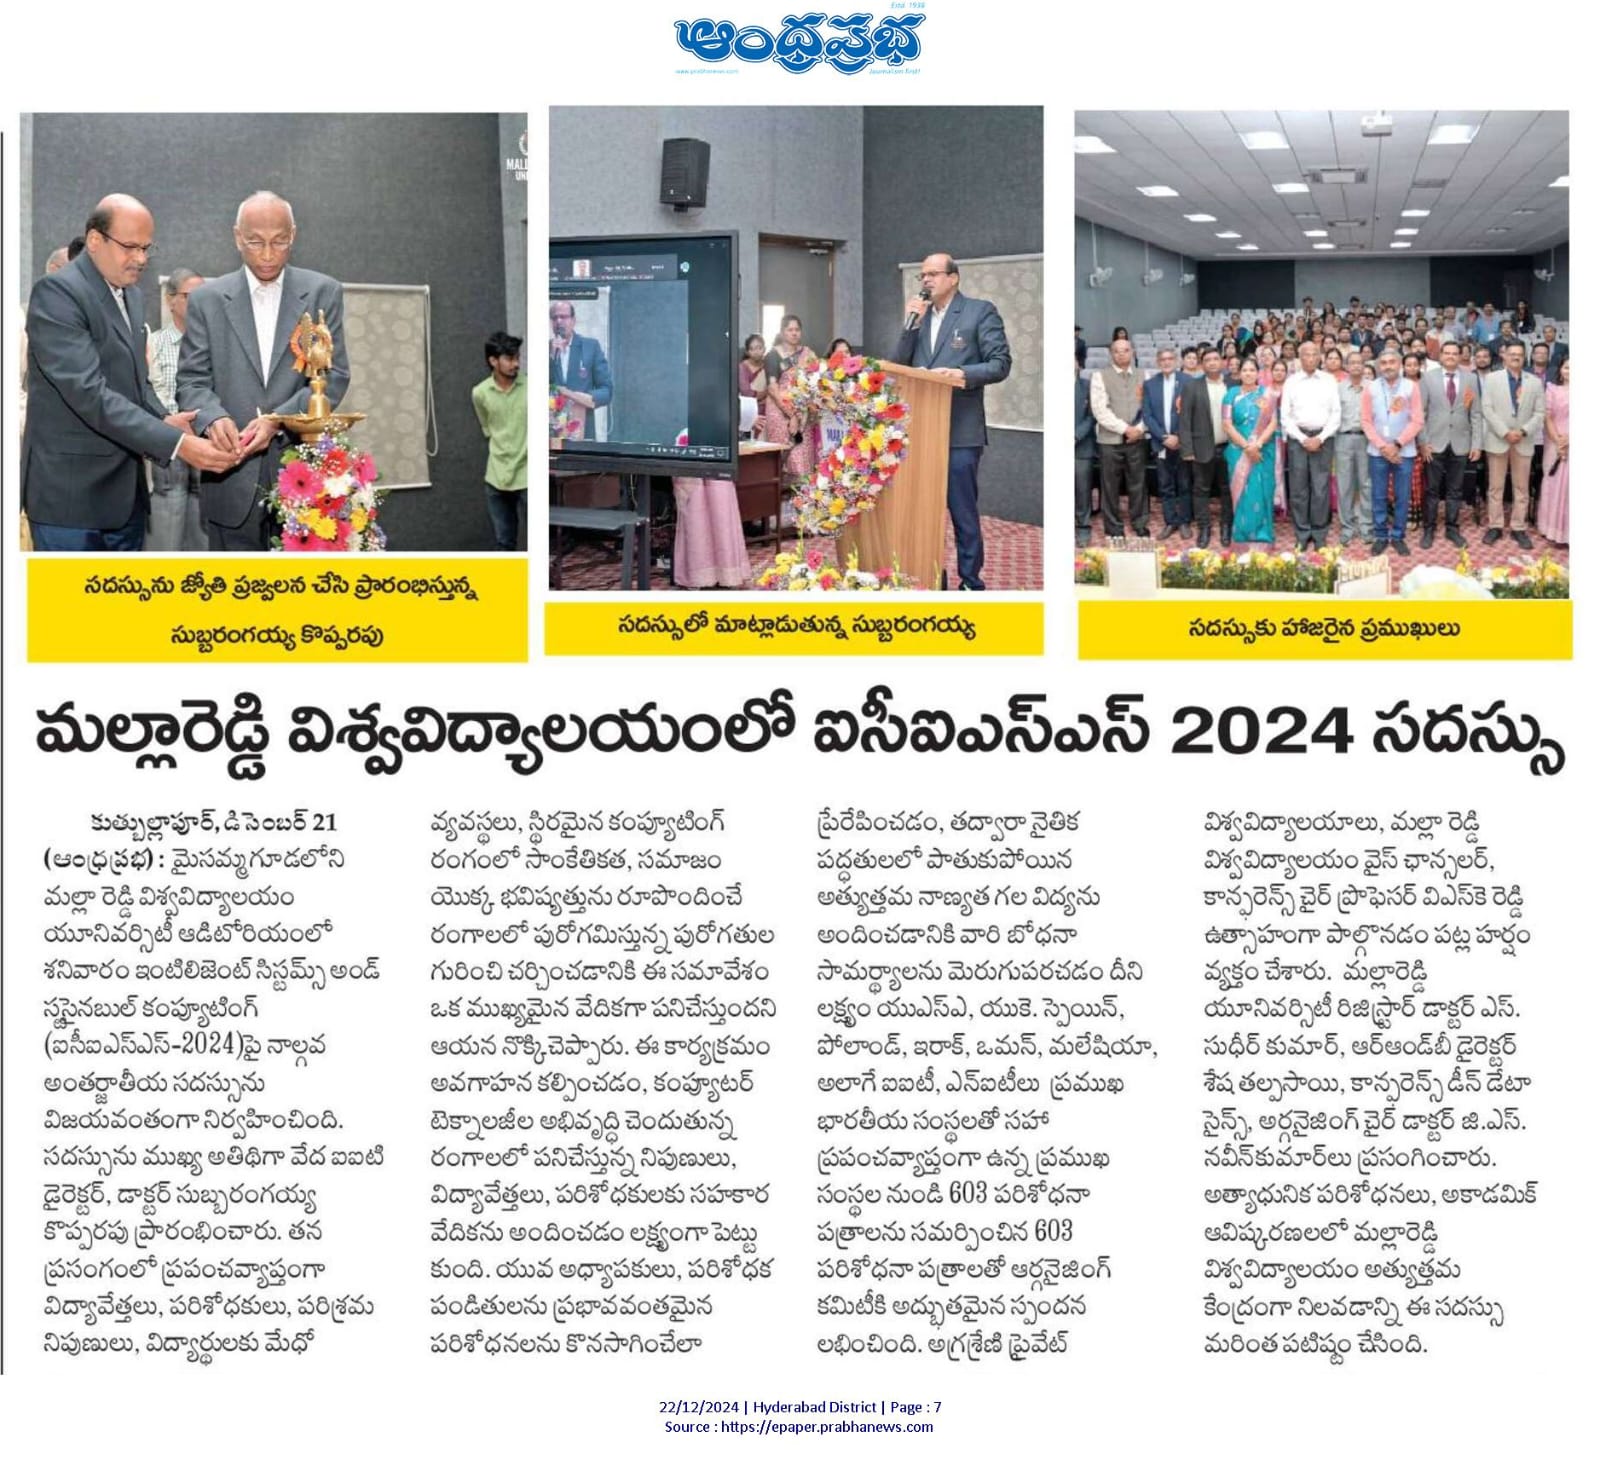 Estd. 1938
ఆంధ్రప్రభ
www.prabhanews.com
Journalism first!
MALL
UNI
సదస్సును జ్యోతి ప్రజ్వలన చేసి ప్రారంభిస్తున్న
సుబ్బరంగయ్య కొప్పరపు
సదస్సులో మాట్లాడుతున్న సుబ్బరంగయ్య
సదస్సుకు హాజరైన ప్రముఖులు
మల్లారెడ్డి విశ్వవిద్యాలయంలో ఐసీఐఎస్ఎస్ 2024 సదస్సు
కుత్బుల్లాపూర్, డిసెంబర్ 21
(ఆంధ్రప్రభ) : మైసమ్మగూడలోని
మల్లా రెడ్డి విశ్వవిద్యాలయం
యూనివర్సిటీ ఆడిటోరియంలో
శనివారం ఇంటిలిజెంట్ సిస్టమ్స్ అండ్
సస్టైనబుల్ కంప్యూటింగ్
(ఐసీఐఎస్ఎస్-2024)పై నాల్గవ
అంతర్జాతీయ సదస్సును
విజయవంతంగా నిర్వహించింది.
సదస్సును ముఖ్య అతిథిగా వేద ఐఐటి
డైరెక్టర్, డాక్టర్ సుబ్బరంగయ్య
కొప్పరపు ప్రారంభించారు. తన
ప్రసంగంలో ప్రపంచవ్యాప్తంగా
విద్యావేత్తలు, పరిశోధకులు, పరిశ్రమ
నిపుణులు, విద్యార్థులకు మేధో
వ్యవస్థలు, స్థిరమైన కంప్యూటింగ్
రంగంలో సాంకేతికత, సమాజం
యొక్క భవిష్యత్తును రూపొందించే
రంగాలలో పురోగమిస్తున్న పురోగతుల
గురించి చర్చించడానికి ఈ సమావేశం
ఒక ముఖ్యమైన వేదికగా పనిచేస్తుందని
ఆయన నొక్కిచెప్పారు. ఈ కార్యక్రమం
అవగాహన కల్పించడం, కంప్యూటర్
టెక్నాలజీల అభివృద్ధి చెందుతున్న
రంగాలలో పనిచేస్తున్న నిపుణులు,
విద్యావేత్తలు, పరిశోధకులకు సహకార
వేదికను అందించడం లక్ష్యంగా పెట్టు
కుంది. యువ అధ్యాపకులు, పరిశోధక
పండితులను ప్రభావవంతమైన
పరిశోధనలను కొనసాగించేలా
ప్రేరేపించడం, తద్వారా నైతిక
పద్ధతులలో పాతుకుపోయిన
అత్యుత్తమ నాణ్యత గల విద్యను
అందించడానికి వారి బోధనా
సామర్థ్యాలను మెరుగుపరచడం దీని
లక్ష్యం యుఎస్ఎ, యుకె. స్పెయిన్,
పోలాండ్, ఇరాక్, ఒమన్, మలేషియా,
అలాగే ఐఐటీ, ఎన్ఐటీలు ప్రముఖ
భారతీయ సంస్థలతో సహా
ప్రపంచవ్యాప్తంగా ఉన్న ప్రముఖ
సంస్థల నుండి 603 పరిశోధనా
పత్రాలను సమర్పించిన 603
పరిశోధనా పత్రాలతో ఆర్గనైజింగ్
కమిటీకి అద్భుతమైన స్పందన
లభించింది. అగ్రశ్రేణి ప్రైవేట్
విశ్వవిద్యాలయాలు, మల్లా రెడ్డి
విశ్వవిద్యాలయం వైస్ ఛాన్సలర్,
కాన్ఫరెన్స్ చైర్ ప్రొఫెసర్ విఎస్‌కె రెడ్డి
ఉత్సాహంగా పాల్గొనడం పట్ల హర్షం
వ్యక్తం చేశారు. మల్లారెడ్డి
యూనివర్సిటీ రిజిస్ట్రార్ డాక్టర్ ఎస్.
సుధీర్ కుమార్, ఆర్అండ్‌బీ డైరెక్టర్
శేష తల్పసాయి, కాన్ఫరెన్స్ డీన్ డేటా
సైన్స్, అర్గనైజింగ్ చైర్ డాక్టర్ జి.ఎస్.
నవీన్‌కుమార్‌లు ప్రసంగించారు.
అత్యాధునిక పరిశోధనలు, అకాడమిక్
ఆవిష్కరణలలో మల్లారెడ్డి
విశ్వవిద్యాలయం అత్యుత్తమ
కేంద్రంగా నిలవడాన్ని ఈ సదస్సు
మరింత పటిష్టం చేసింది.
22/12/2024 | Hyderabad District | Page : 7
Source : https://epaper.prabhanews.com